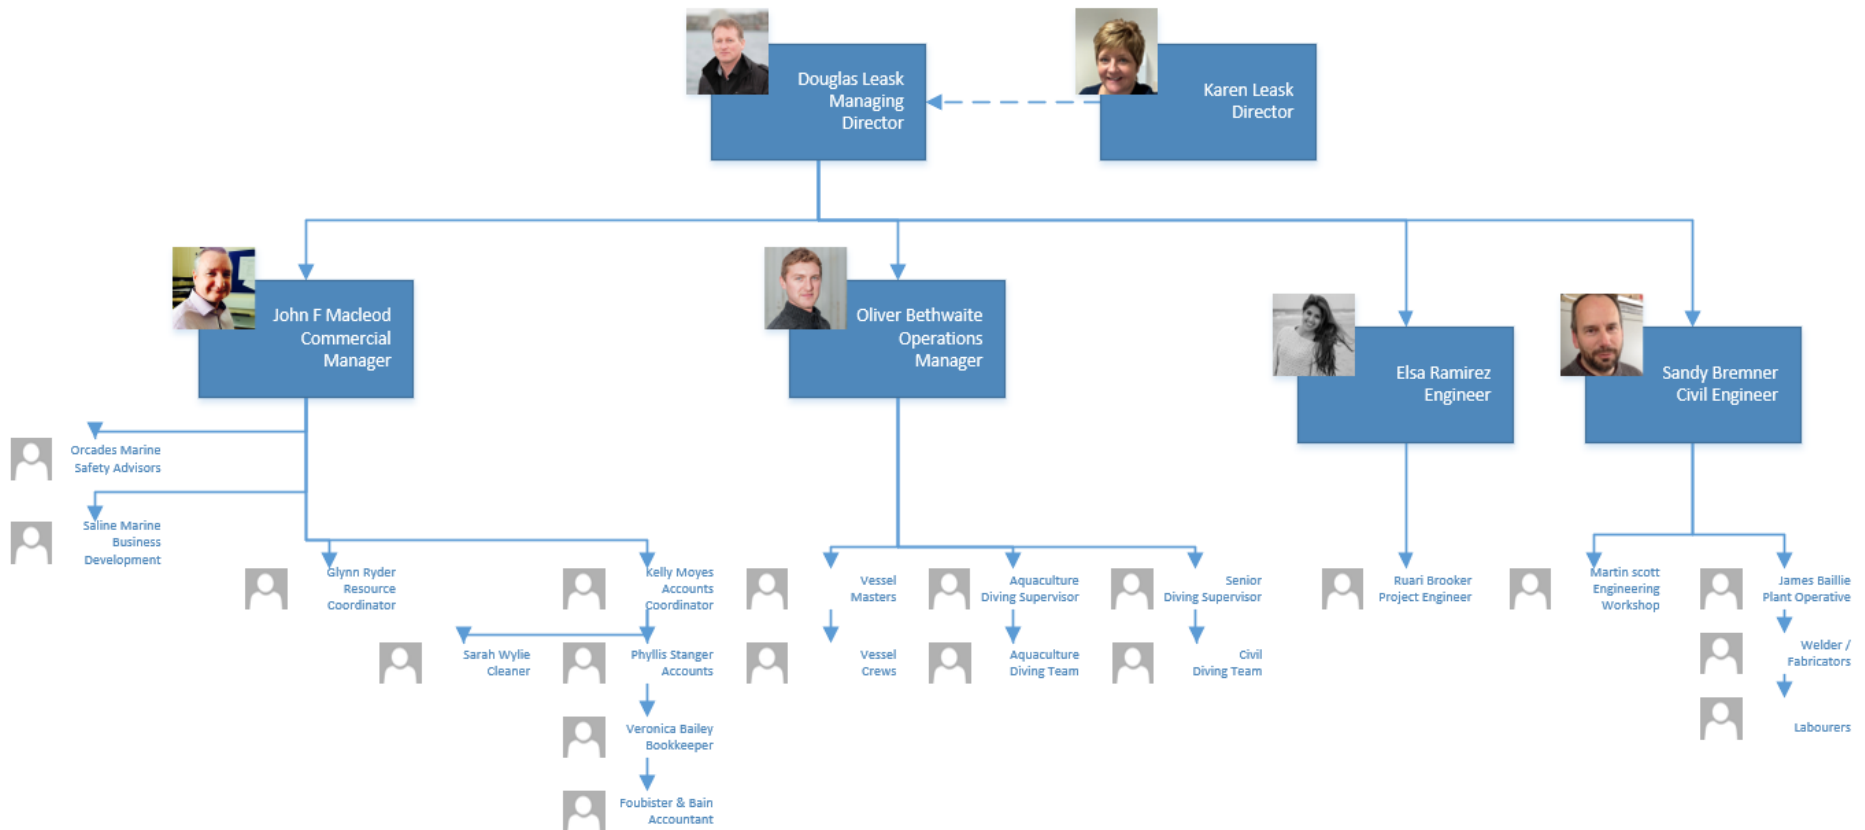 Douglas Leask
Managing
Director
Karen Leask
Director
John F Macleod
Commercial
Manager
Oliver Bethwaite
Operations
Manager
Elsa Ramirez
Engineer
Sandy Bremner
Civil Engineer
Orcades Marine
Safety Advisors
Saline Marine
Business
Development
Glynn Ryder
Resource
Coordinator
Kelly Moyes
Accounts
Coordinator
Vessel
Masters
Aquaculture
Diving Supervisor
Senior
Diving Supervisor
Ruari Brooker
Project Engineer
Martin scott
Engineering
Workshop
James Baillie
Plant Operative
Sarah Wylie
Cleaner
Phyllis Stanger
Accounts
Vessel
Crews
Aquaculture
Diving Team
Civil
Diving Team
Welder /
Fabricators
Veronica Bailey
Bookkeeper
Labourers
Foubister & Bain
Accountant